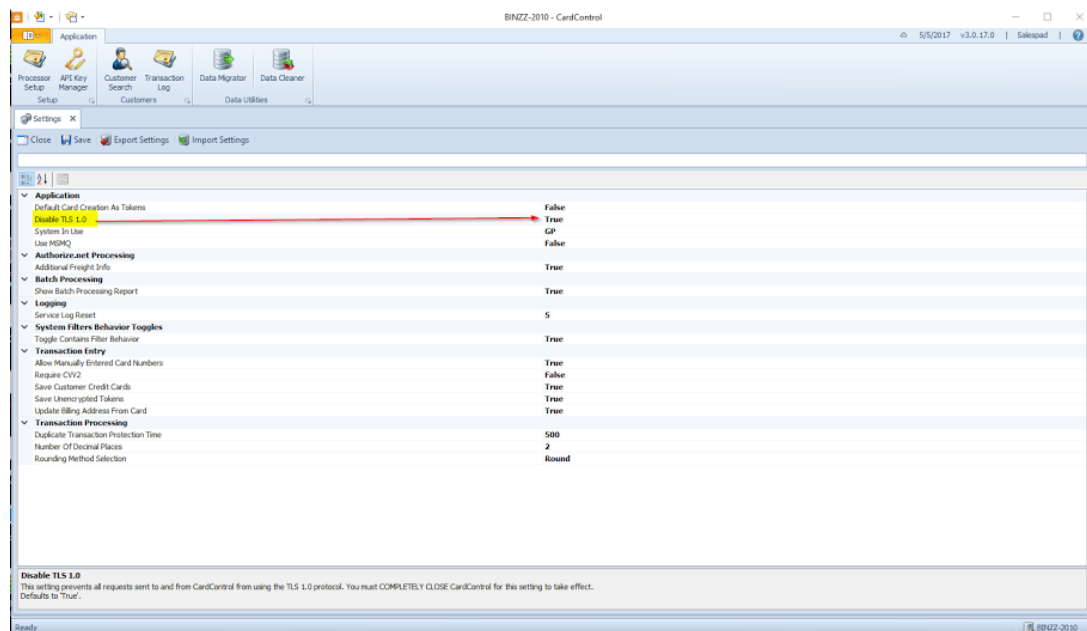 BINZZ-2010 - CardControl
Application
5/5/2017 v3.0.17.0 | Salespad |
Processor Setup
API Key Manager
Customer Search
Transaction Log
Data Migrator
Data Cleaner
Setup Customers Data Utilities
Settings
Close Save Export Settings Import Settings
Application
Default Card Creation As Tokens False
Disable TLS 1.0 True
System In Use GP
Use MSMQ False
Authorize.net Processing
Additional Freight Info True
Batch Processing
Show Batch Processing Report True
Logging
Service Log Reset 5
System Filters Behavior Toggles
Toggle Contains Filter Behavior True
Transaction Entry
Allow Manually Entered Card Numbers True
Require CVV2 False
Save Customer Credit Cards True
Save Unencrypted Tokens True
Update Billing Address From Card True
Transaction Processing
Duplicate Transaction Protection Time 500
Number Of Decimal Places 2
Rounding Method Selection Round
Disable TLS 1.0
This setting prevents all requests sent to and from CardControl from using the TLS 1.0 protocol. You must COMPLETELY CLOSE CardControl for this setting to take effect.
Defaults to 'True'.
Ready BINZZ-2010